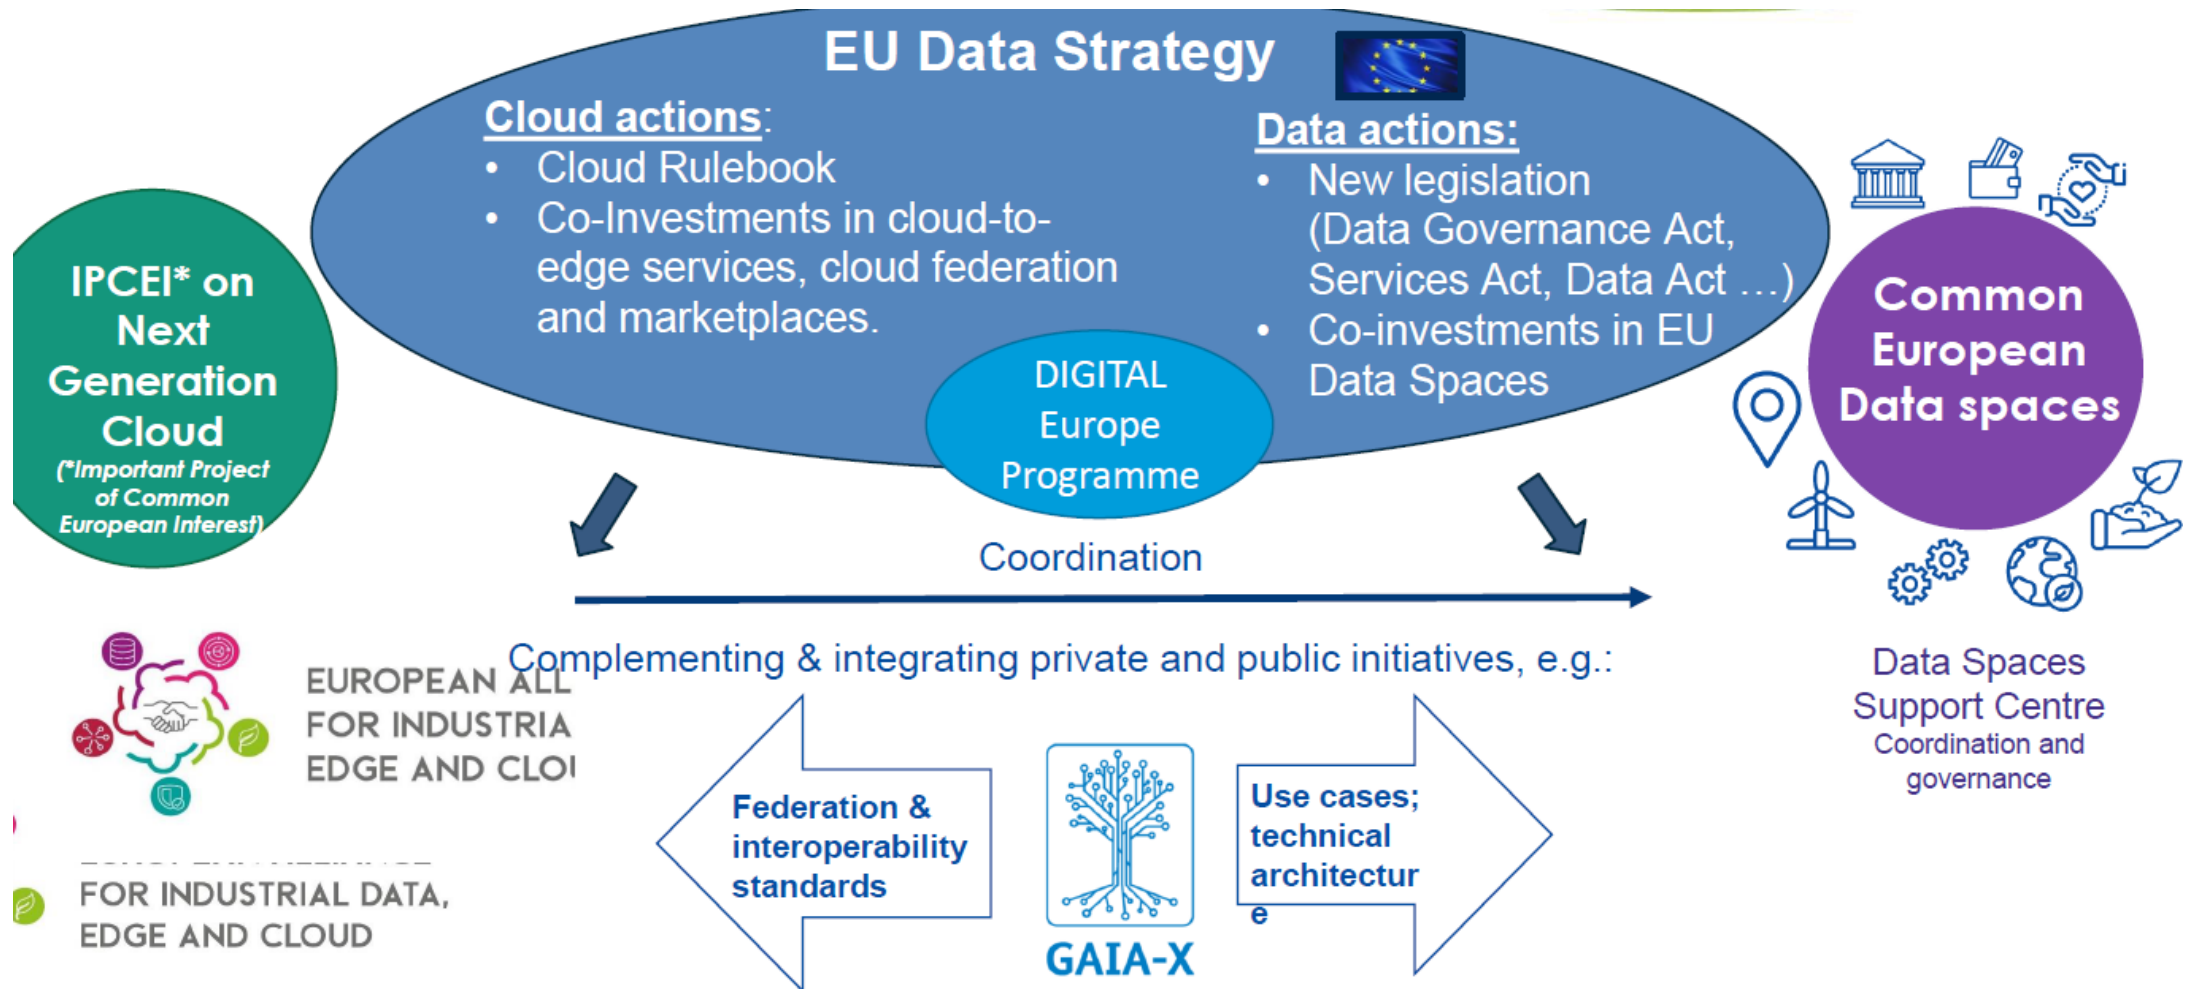 EU Data Strategy
Cloud actions:
• Cloud Rulebook
• Co-Investments in cloud-to-
edge services, cloud federation
and marketplaces.
Data actions:
• New legislation
(Data Governance Act,
Services Act, Data Act ...)
• Co-investments in EU
Data Spaces
DIGITAL
Europe
Programme
IPCEI* on
Next
Generation
Cloud
(*Important Project
of Common
European Interest)
Common
European
Data spaces
Coordination
Complementing & integrating private and public initiatives, e.g.:
EUROPEAN ALL
FOR INDUSTRIA
EDGE AND CLO
FOR INDUSTRIAL DATA,
EDGE AND CLOUD
Federation &
interoperability
standards
GAIA-X
Use cases;
technical
architectur
e
Data Spaces
Support Centre
Coordination and
governance